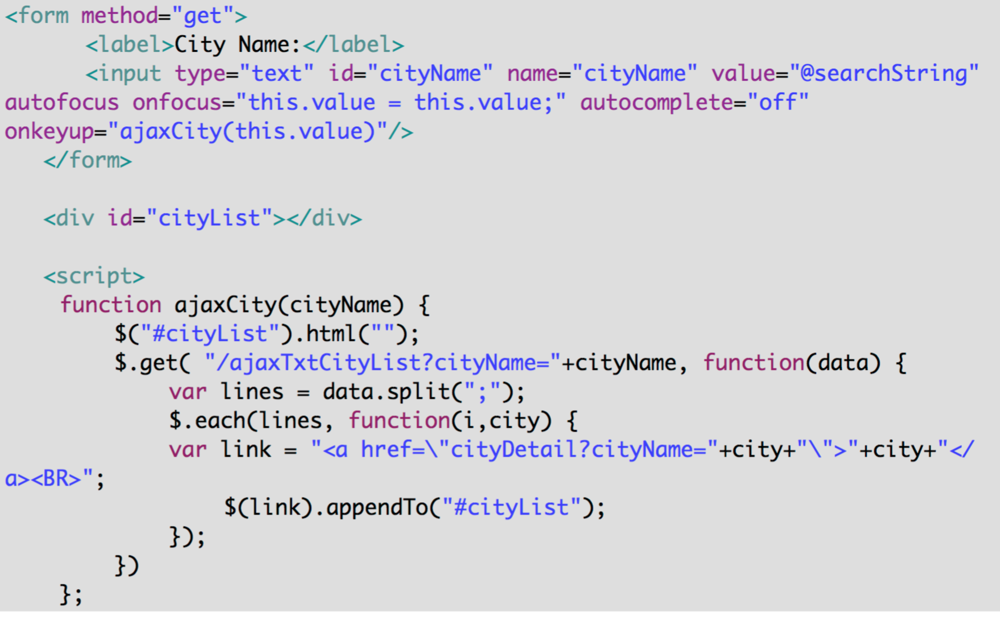 <form method="get">
<label>City Name:</label>
<input type="text" id="cityName" name="cityName" value="@searchString"
autofocus onfocus="this.value = this.value;" autocomplete="off"
onkeyup="ajaxCity(this.value)"/>
</form>
<div id="cityList"></div>
<script>
function ajaxCity(cityName) {
$("#cityList").html("");
$.get( "/ajaxTxtCityList?cityName="+cityName, function(data) {
var lines = data.split(";");
$.each(lines, function(i,city) {
var link = "<a href=\"cityDetail?cityName="+city+"\">"+city+"</
a><BR>";
$(link).appendTo("#cityList");
});
})
};